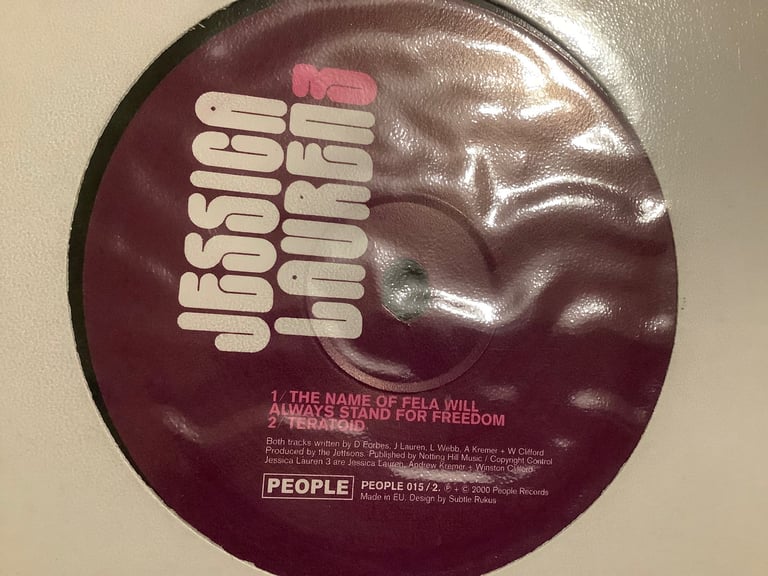 JESSICA
LAUREN3
1/ THE NAME OF FELA WILL
ALWAYS STAND FOR FREEDOM
2/ TERATOID
Both tracks written by D Forbes, J Lauren, L Webb, A Kremer + W Clifford
Produced by the Jettsons. Published by Notting Hill Music / Copyright Control
Jessica Lauren 3 are Jessica Lauren, Andrew Kremer + Winston Clifford
PEOPLE PEOPLE 015/2. ℗ + © 2000 People Records
Made in EU. Design by Subtle Rukus